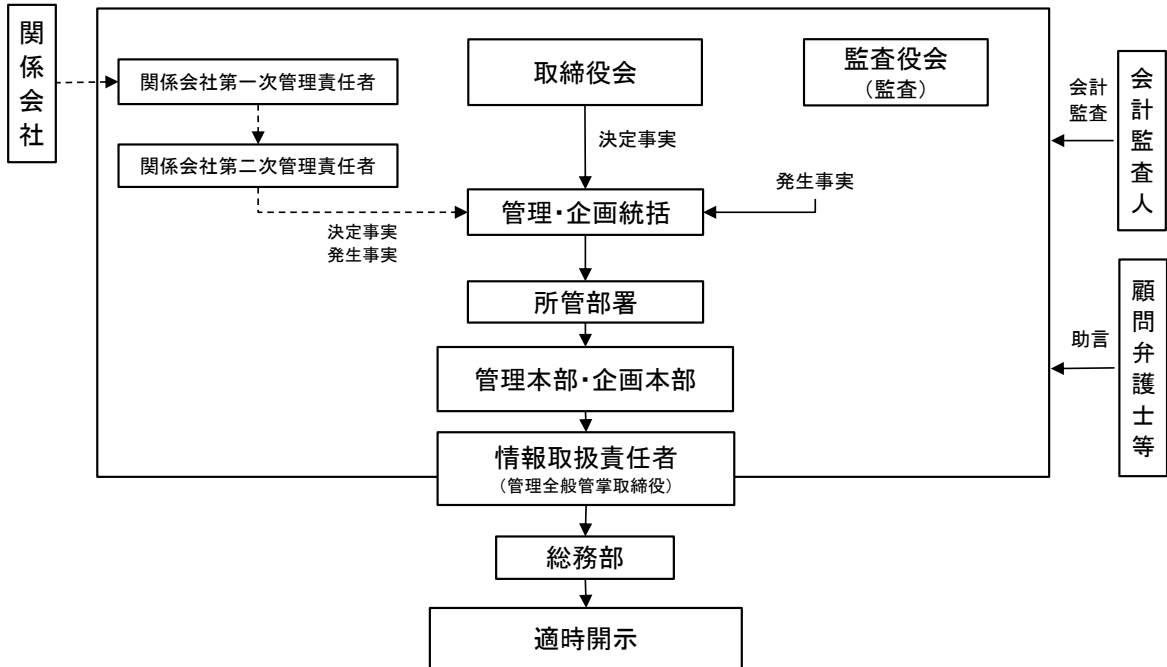 関係会社
関係会社第一次管理責任者
関係会社第二次管理責任者
取締役会
監査役会
（監査）
会計
監査
会計監査人
決定事実
発生事実
管理・企画統括
決定事実
発生事実
所管部署
助言
顧問弁護士等
管理本部・企画本部
情報取扱責任者
（管理全般管掌取締役）
総務部
適時開示